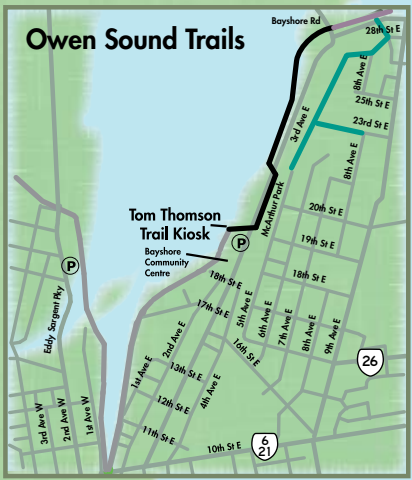 Bayshore Rd
Owen Sound Trails
28th St E
8th Ave E
25th St E
3rd Ave E
23rd St E
8th Ave E
McArthur Park
20th St E
Tom Thomson
Trail Kiosk
P
19th St E
Bayshore
Community
Centre
P
18th St E
18th St E
Eddy Sargent Pky
17th St E
5th Ave E
6th Ave E
7th Ave E
8th Ave E
9th Ave E
2nd Ave E
16th St E
26
1st Ave E
13th St E
4th Ave E
12th St E
3rd Ave W
2nd Ave W
1st Ave W
11th St E
10th St E
6
21